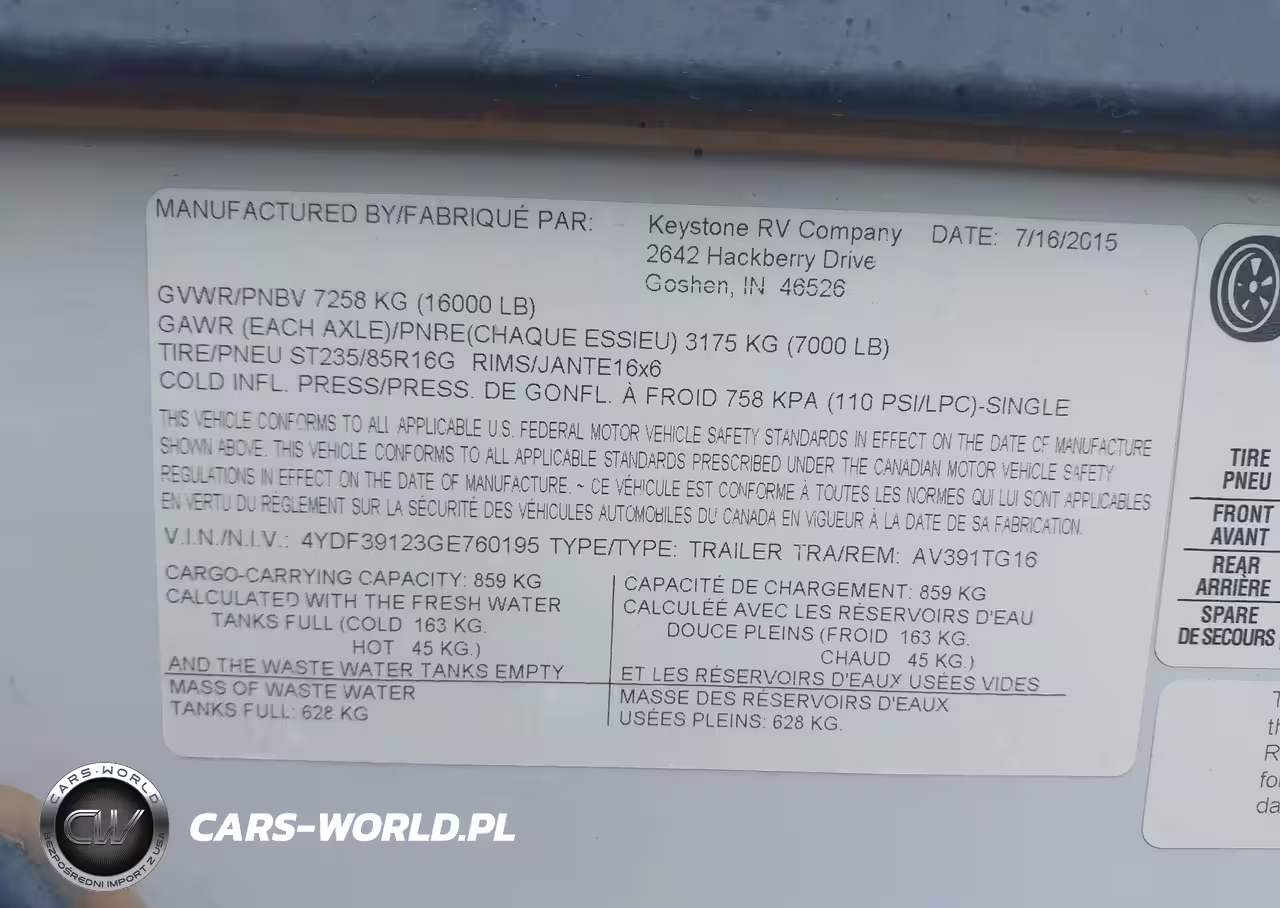 MANUFACTURED BY/FABRIQUÉ PAR: Keystone RV Company DATE: 7/16/2015
2642 Hackberry Drive
Goshen, IN 46526
GVWR/PNBV 7258 KG (16000 LB)
GAWR (EACH AXLE)/PNBE(CHAQUE ESSIEU) 3175 KG (7000 LB)
TIRE/PNEU ST235/85R16G RIMS/JANTE16x6
COLD INFL. PRESS/PRESS. DE GONFL. À FROID 758 KPA (110 PSI/LPC)-SINGLE
THIS VEHICLE CONFORMS TO ALL APPLICABLE U.S. FEDERAL MOTOR VEHICLE SAFETY STANDARDS IN EFFECT ON THE DATE OF MANUFACTURE
SHOWN ABOVE. THIS VEHICLE CONFORMS TO ALL APPLICABLE STANDARDS PRESCRIBED UNDER THE CANADIAN MOTOR VEHICLE SAFETY
REGULATIONS IN EFFECT ON THE DATE OF MANUFACTURE. ~ CE VÉHICULE EST CONFORME À TOUTES LES NORMES QUI LUI SONT APPLICABLES
EN VERTU DU RÉGLEMENT SUR LA SÉCURITÉ DES VÉHICULES AUTOMOBILES DU CANADA EN VIGUEUR À LA DATE DE SA FABRICATION.
V.I.N./N.I.V.: 4YDF39123GE760195 TYPE/TYPE: TRAILER TRA/REM: AV391TG16
CARGO-CARRYING CAPACITY: 859 KG
CALCULATED WITH THE FRESH WATER
TANKS FULL (COLD 163 KG.
HOT 45 KG.)
AND THE WASTE WATER TANKS EMPTY
MASS OF WASTE WATER
TANKS FULL: 628 KG
CAPACITÉ DE CHARGEMENT: 859 KG
CALCULÉE AVEC LES RÉSERVOIRS D'EAU
DOUCE PLEINS (FROID 163 KG.
CHAUD 45 KG.)
ET LES RÉSERVOIRS D'EAUX USÉES VIDES
MASSE DES RÉSERVOIRS D'EAUX
USÉES PLEINS: 628 KG.
TIRE
PNEU
FRONT
AVANT
REAR
ARRIÈRE
SPARE
DE SECOURS
CARS-WORLD
CW
BEZPOŚREDNI IMPORT Z USA
CARS-WORLD.PL